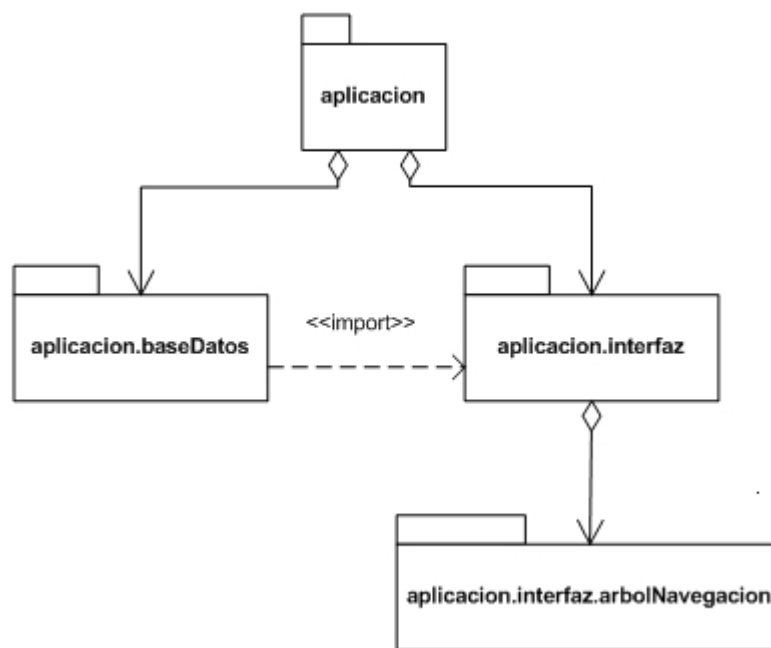 aplicacion
<<import>>
aplicacion.baseDatos
aplicacion.interfaz
aplicacion.interfaz.arbolNavegacion